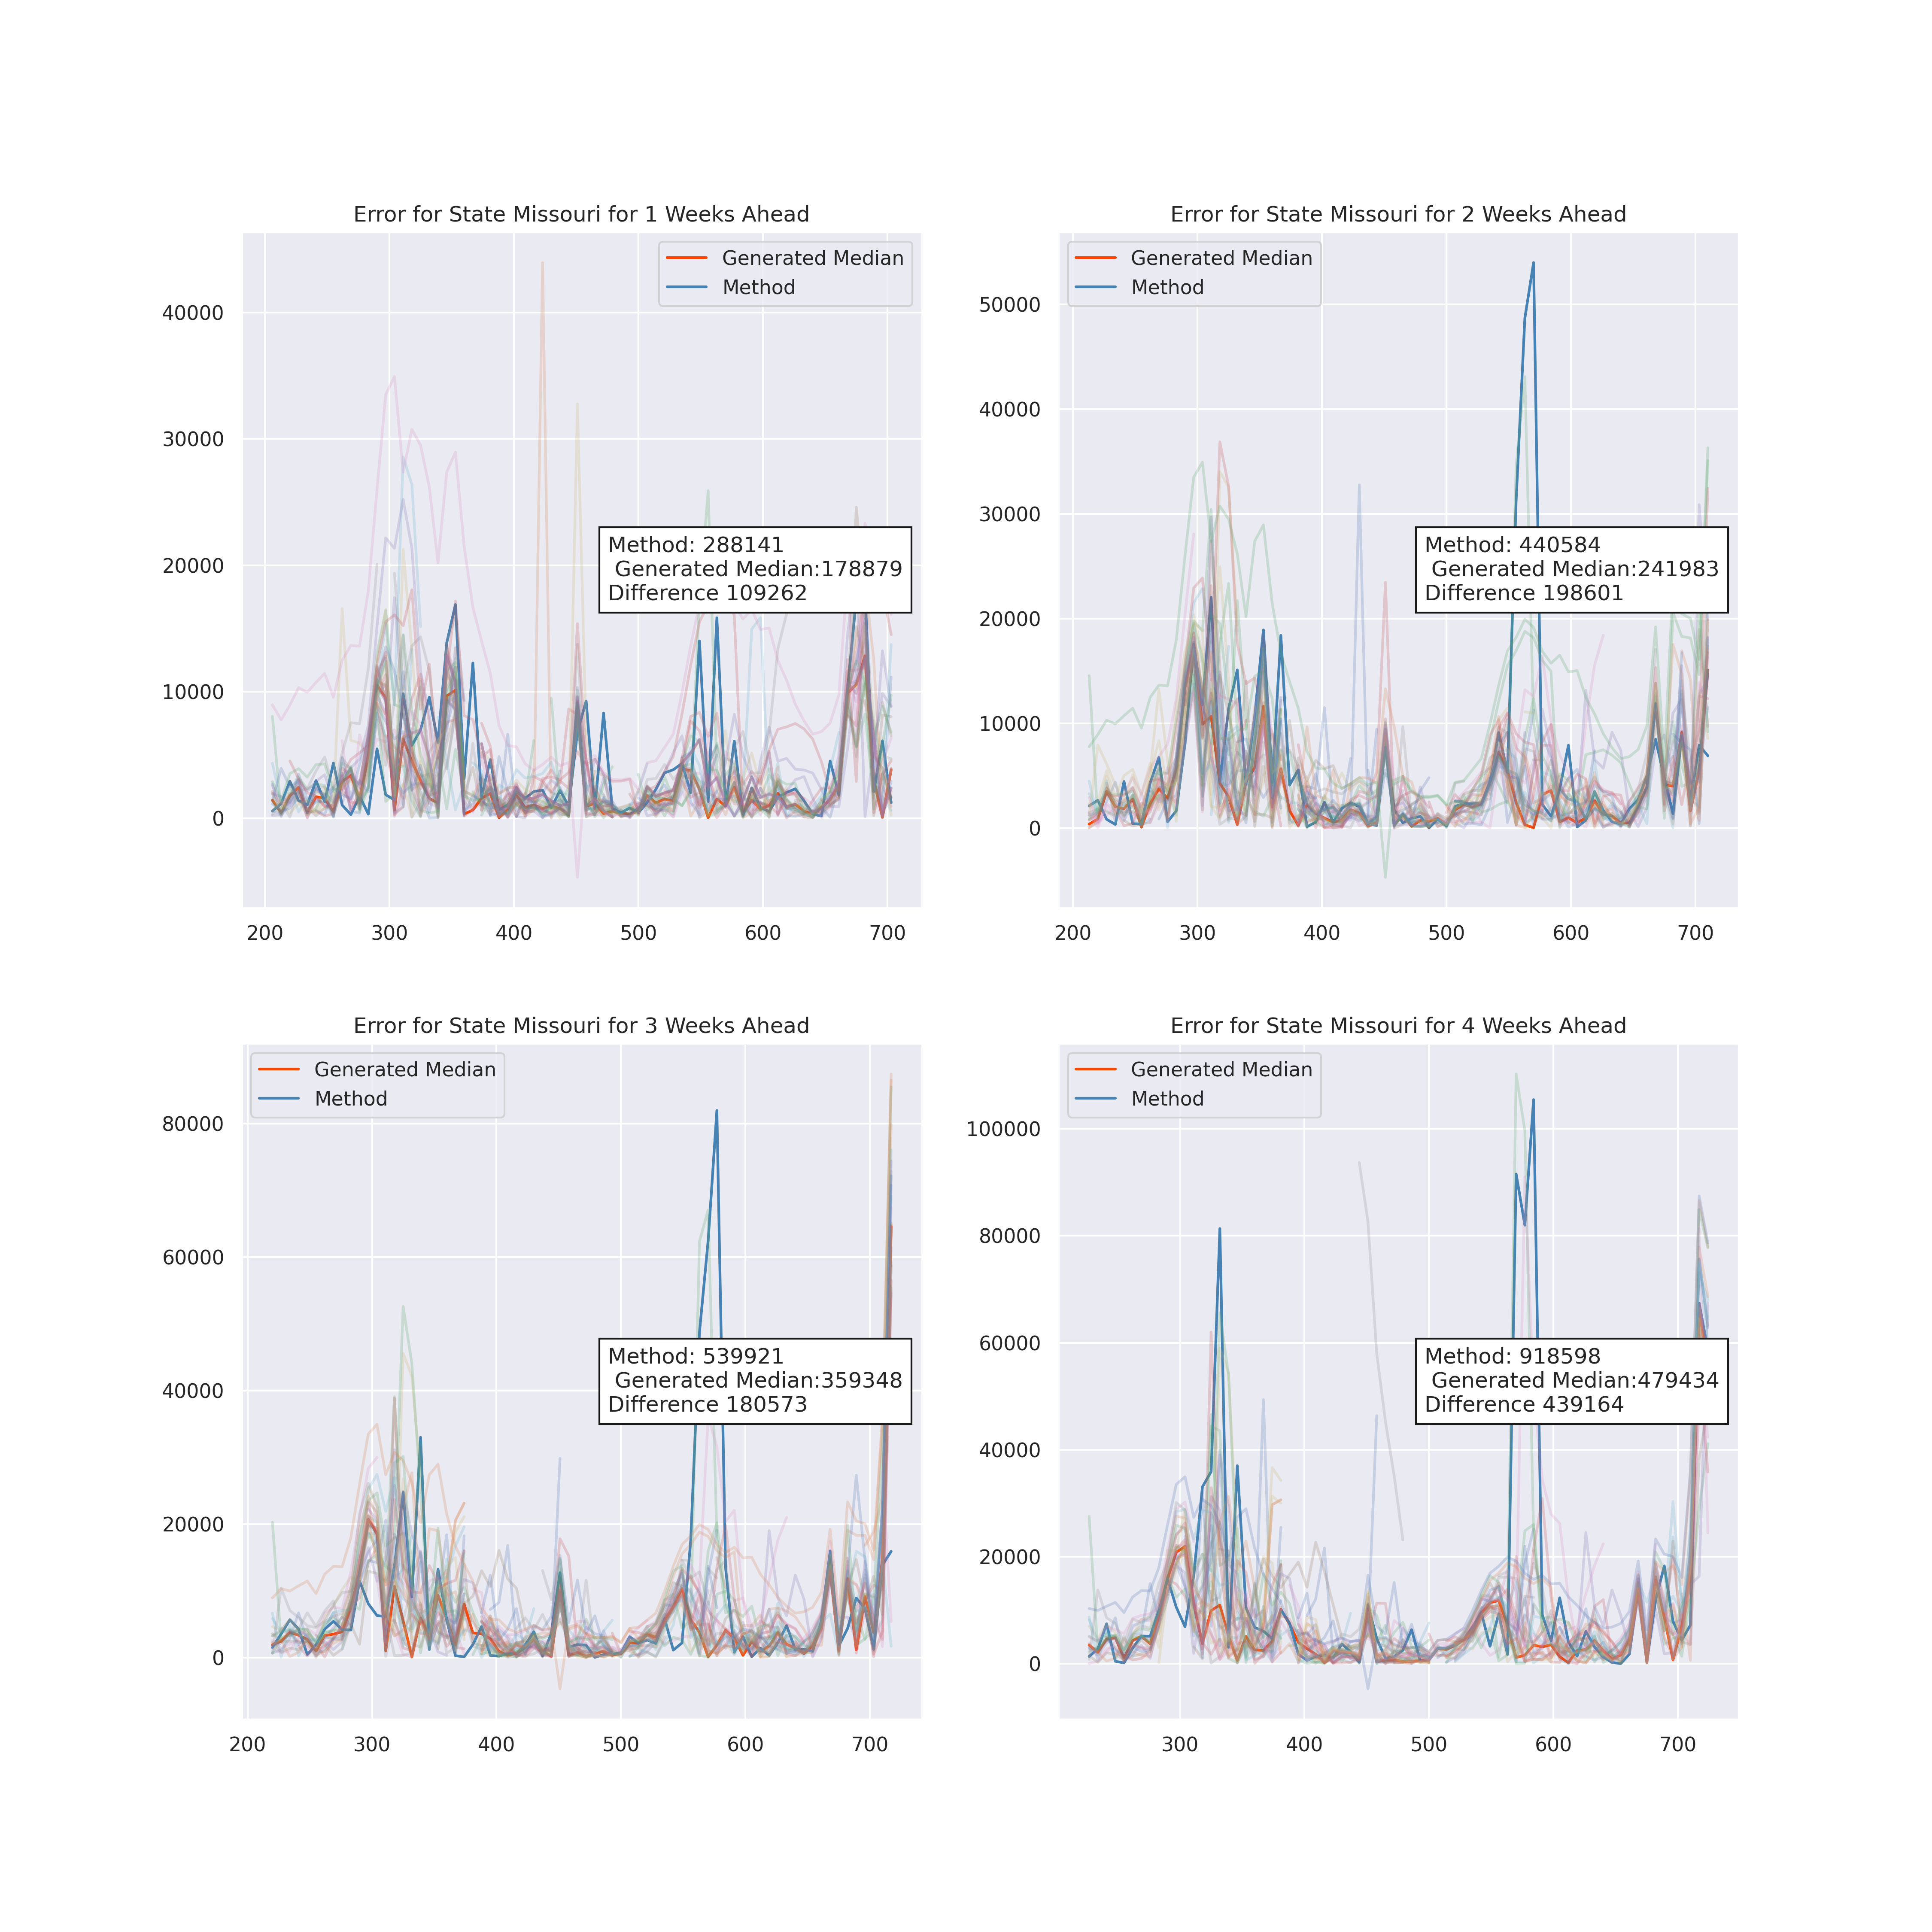 Error for State Missouri for 1 Weeks Ahead
Generated Median
Method
40000
30000
20000
10000
0
Method: 288141
Generated Median:178879
Difference 109262
200 300 400 500 600 700
Error for State Missouri for 2 Weeks Ahead
Generated Median
Method
50000
40000
30000
20000
10000
0
Method: 440584
Generated Median:241983
Difference 198601
200 300 400 500 600 700
Error for State Missouri for 3 Weeks Ahead
Generated Median
Method
80000
60000
40000
20000
0
Method: 539921
Generated Median:359348
Difference 180573
200 300 400 500 600 700
Error for State Missouri for 4 Weeks Ahead
Generated Median
Method
100000
80000
60000
40000
20000
0
Method: 918598
Generated Median:479434
Difference 439164
300 400 500 600 700